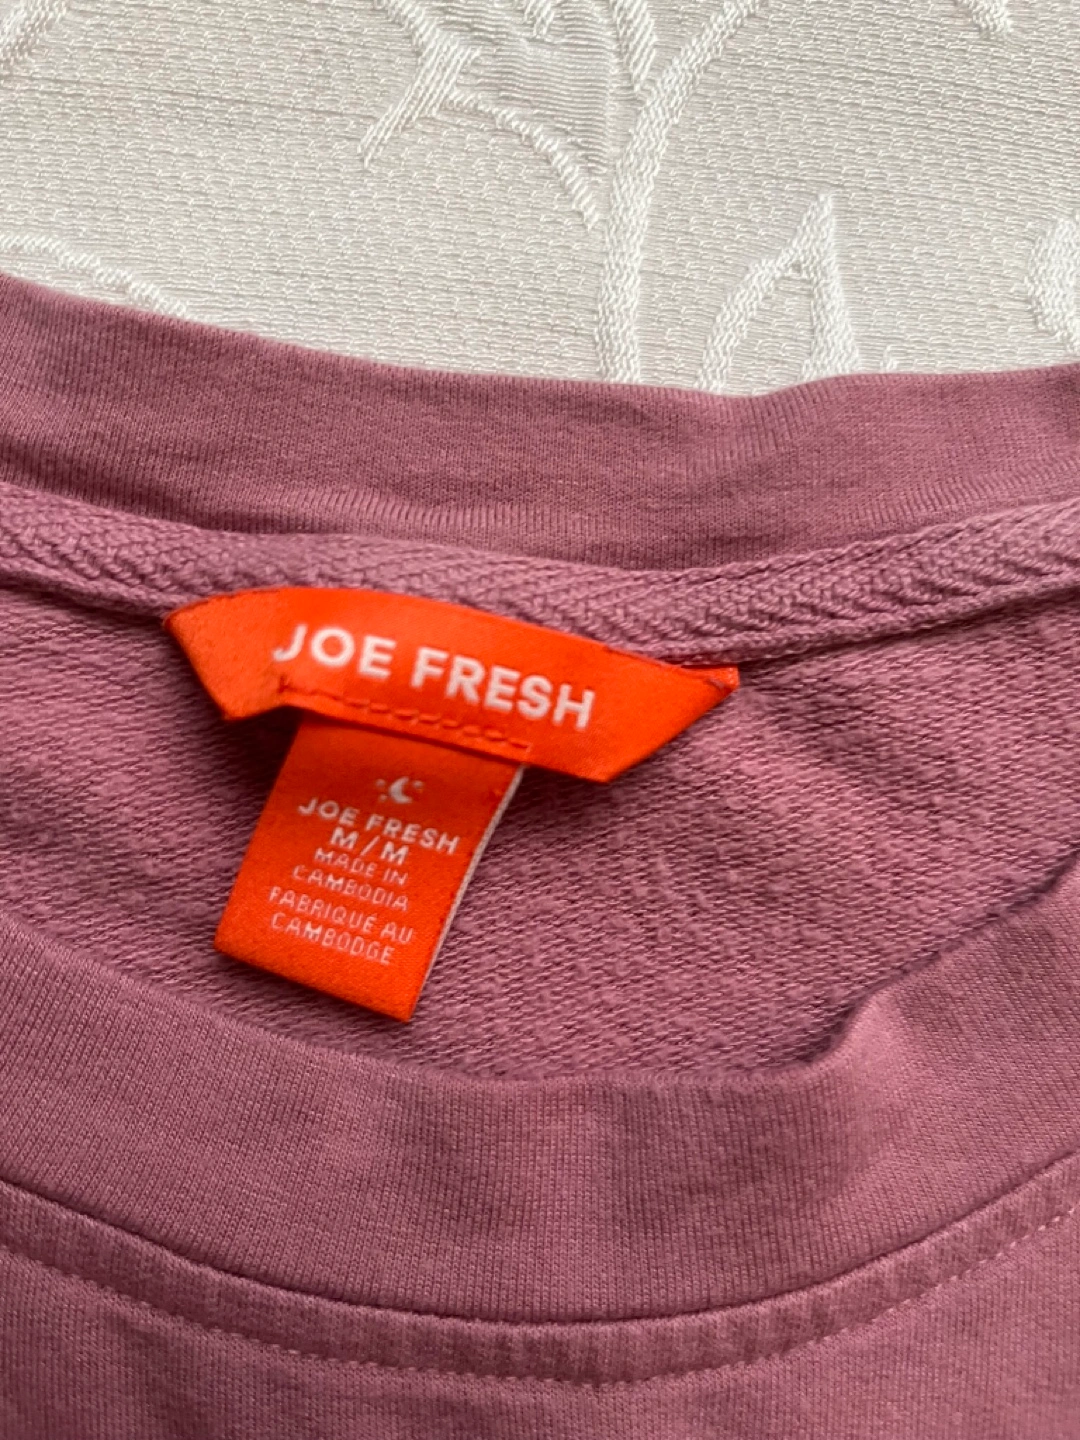 JOE FRESH
JOE FRESH
M/M
MADE IN
CAMBODIA
FABRIQUÉ AU
CAMBODGE